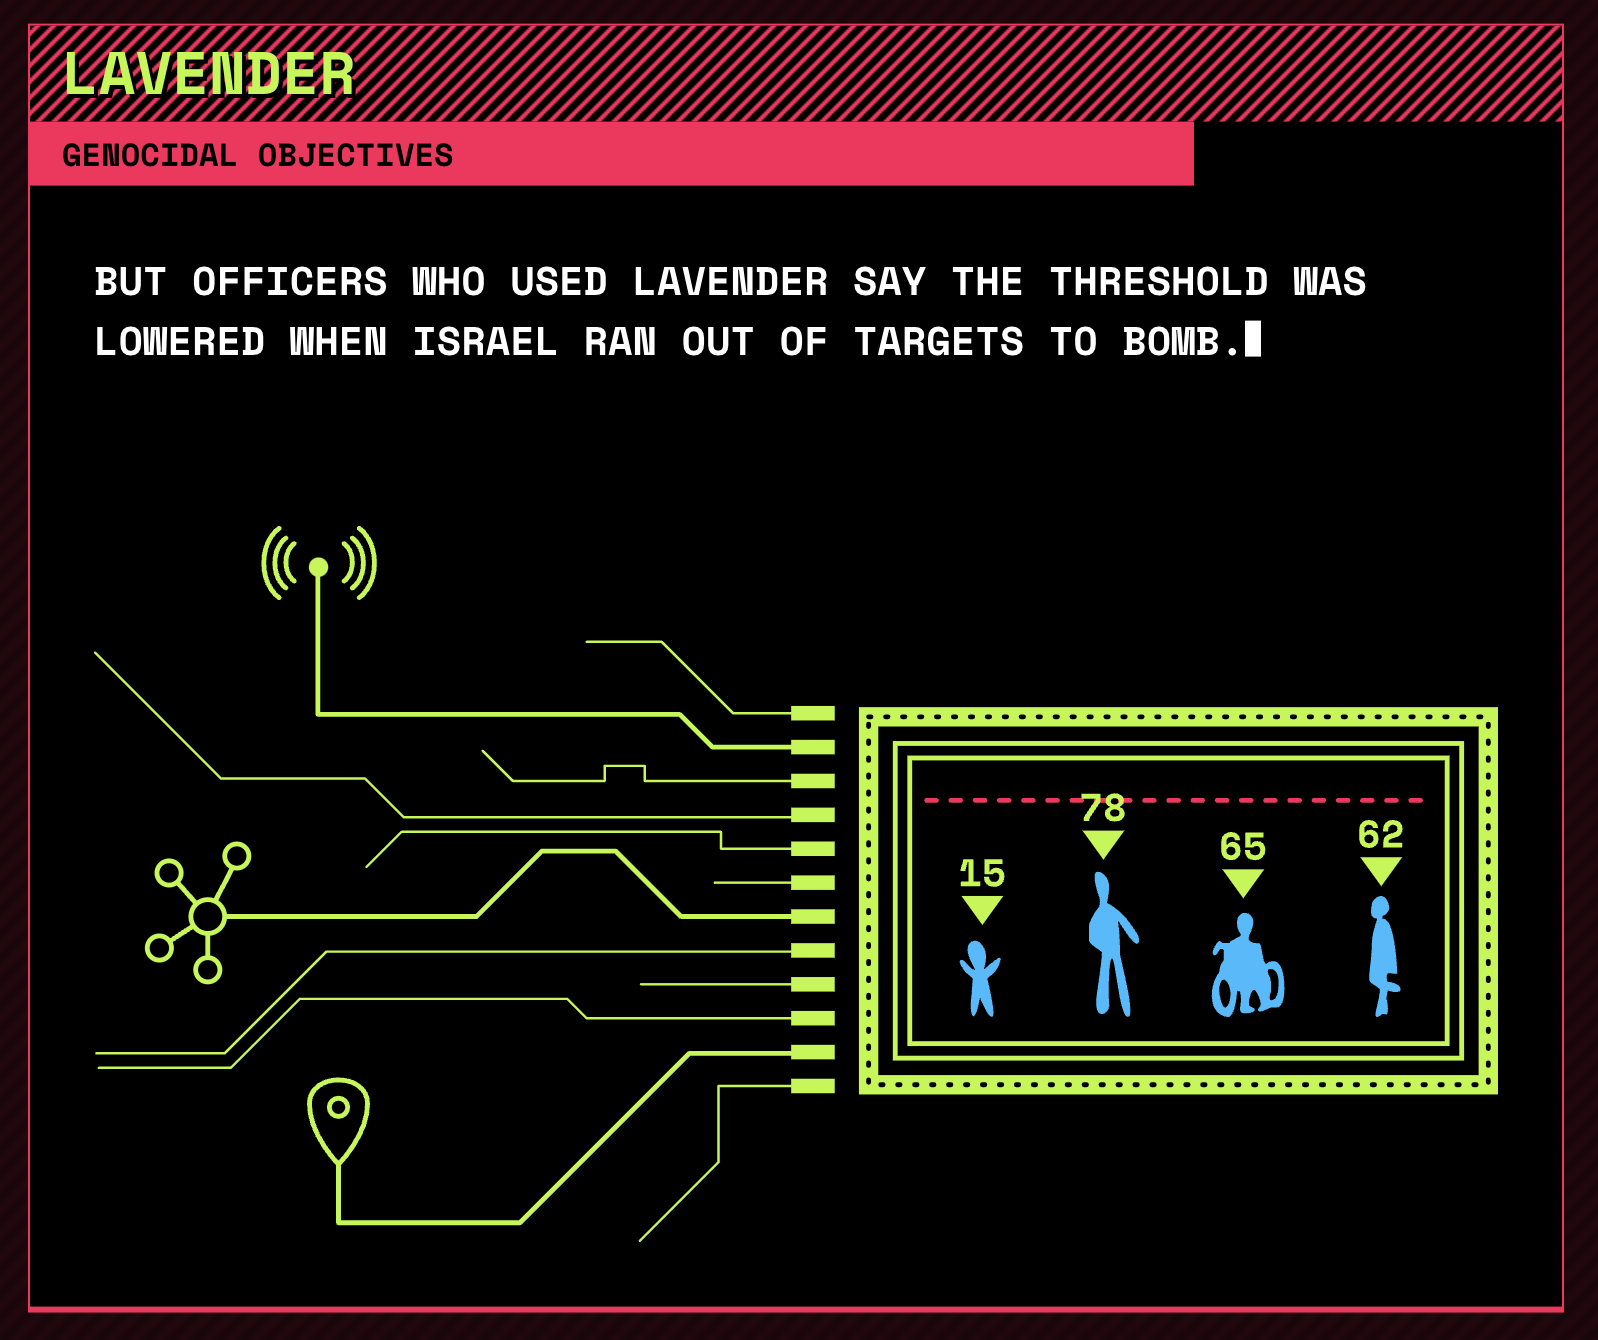 LAVENDER
GENOCIDAL OBJECTIVES
BUT OFFICERS WHO USED LAVENDER SAY THE THRESHOLD WAS
LOWERED WHEN ISRAEL RAN OUT OF TARGETS TO BOMB.
78
62
65
15